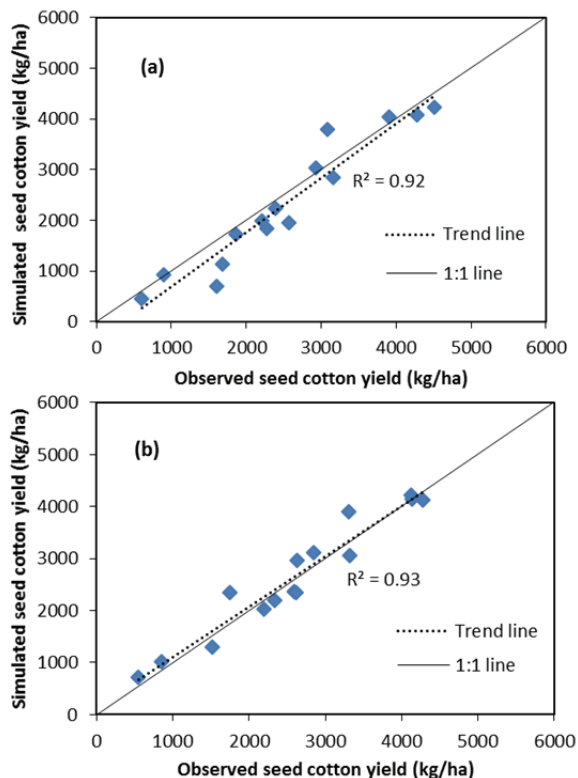 6000
(a)
5000
4000
3000
R² = 0.92
2000
Trend line
1000
1:1 line
0
0 1000 2000 3000 4000 5000 6000
Simulated seed cotton yield (kg/ha)
Observed seed cotton yield (kg/ha)
6000
(b)
5000
4000
3000
R² = 0.93
2000
Trend line
1000
1:1 line
0
0 1000 2000 3000 4000 5000 6000
Simulated seed cotton yield (kg/ha)
Observed seed cotton yield (kg/ha)